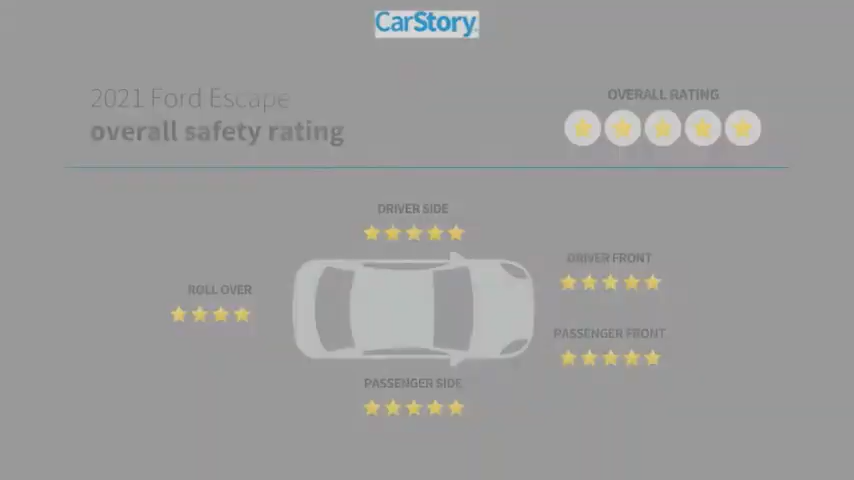 CarStory.
2021 Ford Escape
overall safety rating
OVERALL RATING
DRIVER SIDE
DRIVER FRONT
ROLL OVER
PASSENGER FRONT
PASSENGER SIDE